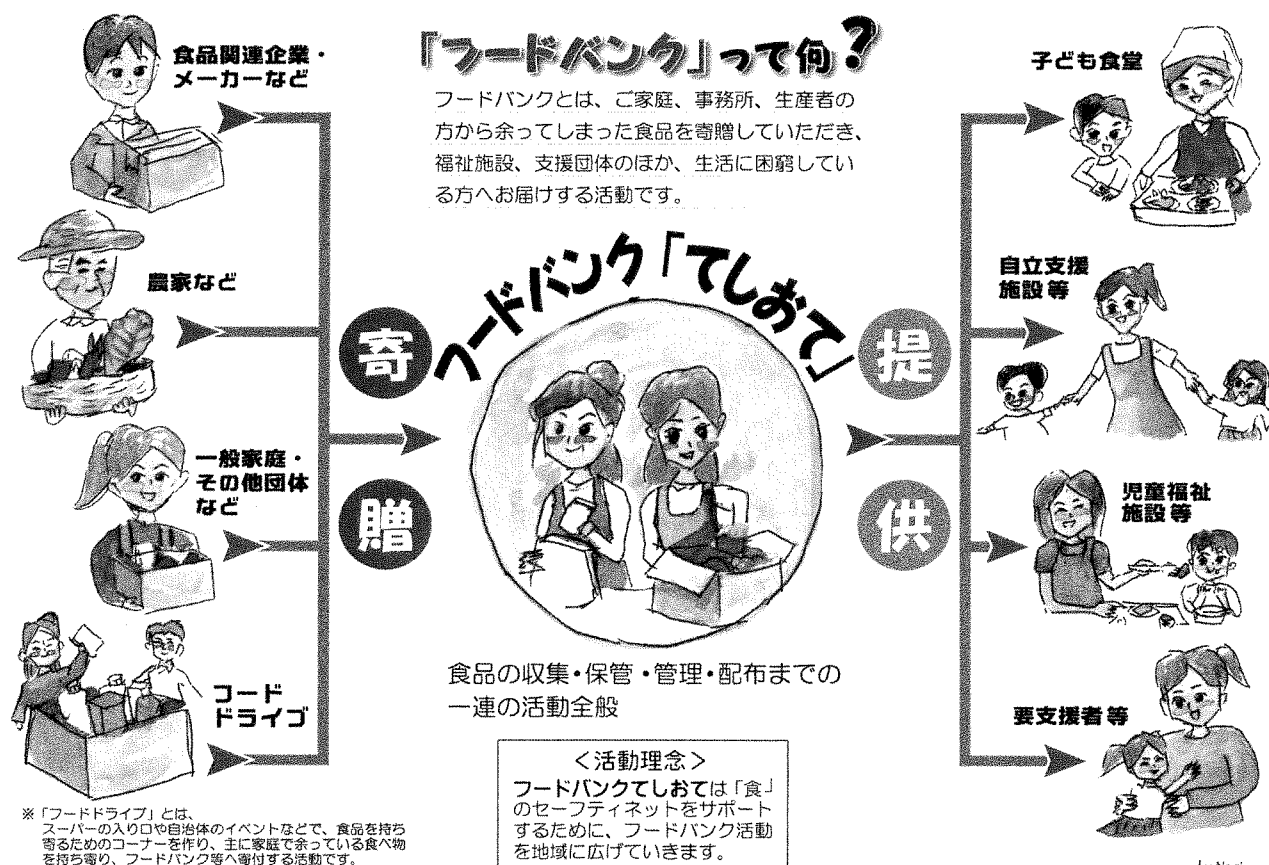 「フードバンク」って何?
フードバンクとは、ご家庭、事務所、生産者の
方から余ってしまった食品を寄贈していただき、
福祉施設、支援団体のほか、生活に困窮してい
る方へお届けする活動です。
食品関連企業・
メーカーなど
農家など
一般家庭・
その他団体
など
フード
ドライブ
寄
贈
フードバンク「てしおて」
提
供
子ども食堂
自立支援
施設等
児童福祉
施設等
要支援者等
食品の収集・保管・管理・配布までの
一連の活動全般
<活動理念>
フードバンクてしおては「食」
のセーフティネットをサポート
するために、フードバンク活動
を地域に広げていきます。
※「フードドライブ」とは、
スーパーの入り口や自治体のイベントなどで、食品を持ち
寄るためのコーナーを作り、主に家庭で余っている食べ物
を持ち寄り、フードバンク等へ寄付する活動です。